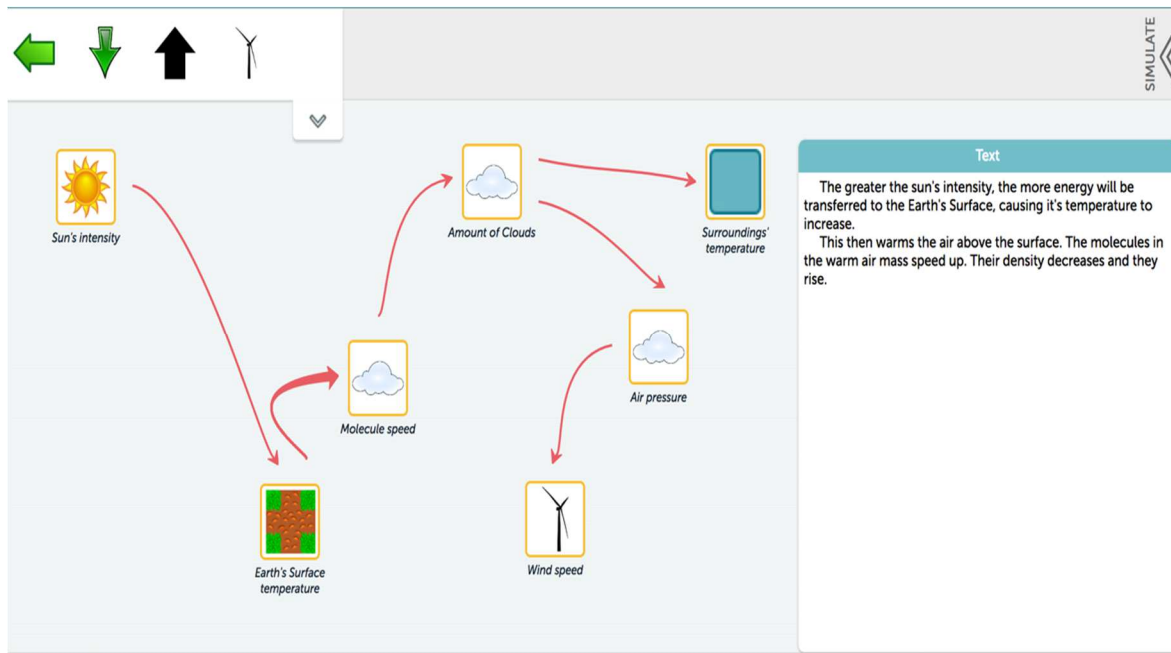 SIMULATE
Sun's intensity
Amount of Clouds
Surroundings'
temperature
Molecule speed
Air pressure
Earth's Surface
temperature
Wind speed
Text
The greater the sun's intensity, the more energy will be
transferred to the Earth's Surface, causing it's temperature to
increase.
This then warms the air above the surface. The molecules in
the warm air mass speed up. Their density decreases and they
rise.